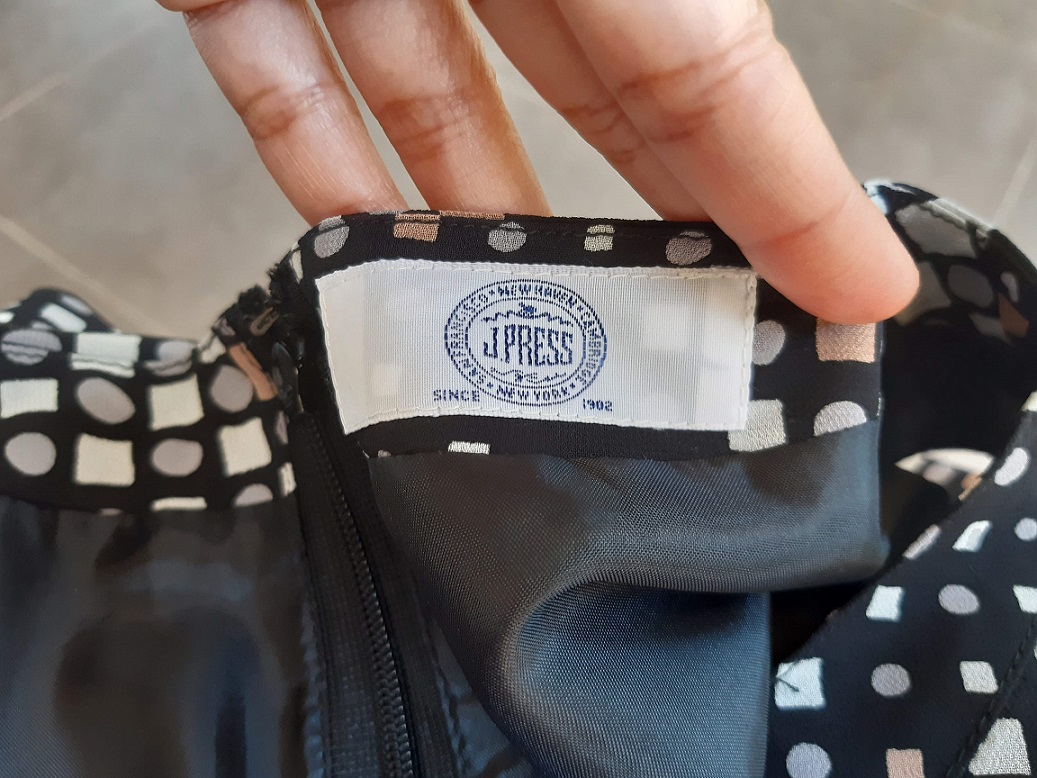 NEW HAVEN • CAMBRIDGE • NEW YORK • SAN FRANCISCO
J.PRESS
SINCE 1902